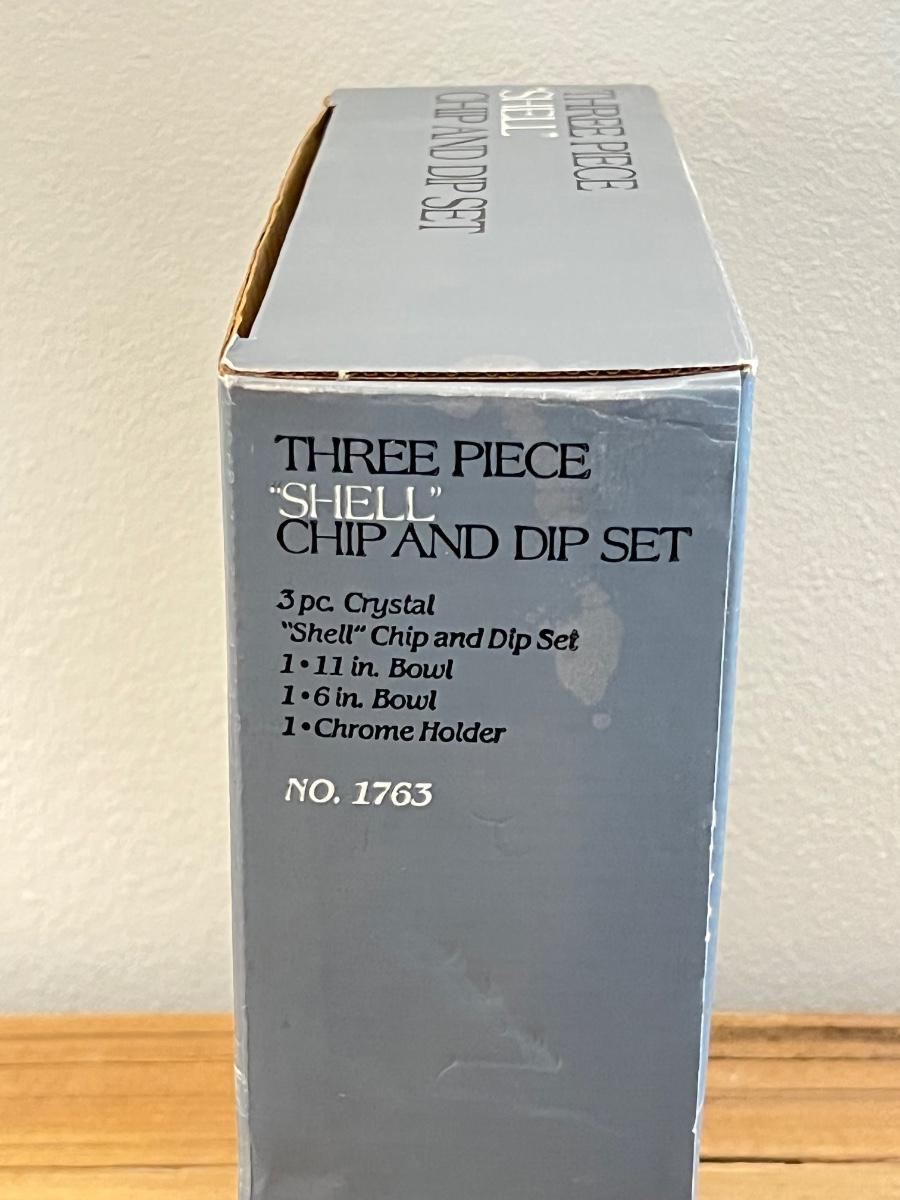 THREE PIECE
"SHELL"
CHIP AND DIP SET
THREE PIECE
"SHELL"
CHIP AND DIP SET
3 pc. Crystal
"Shell" Chip and Dip Set
1•11 in. Bowl
1•6 in. Bowl
1•Chrome Holder
NO. 1763